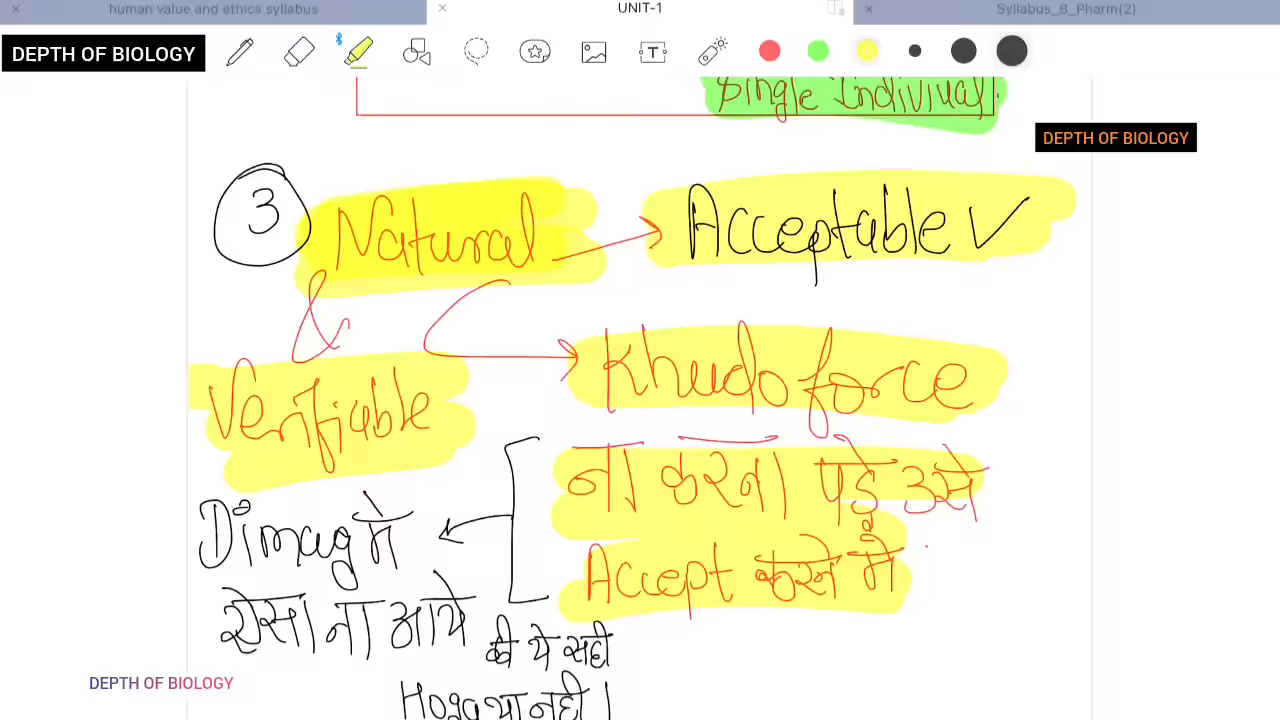 human value and ethics syllabus
UNIT-1
Syllabus_B_Pharm(2)
DEPTH OF BIOLOGY
Single Indiviual.
DEPTH OF BIOLOGY
3 Natural → Acceptable ✓
&
Khudo force
Verifiable
ना करना पड़े उसे
Dimag मे
Accept करने मे
ऐसा ना आये
की ये सही
DEPTH OF BIOLOGY
Hoga या नही।